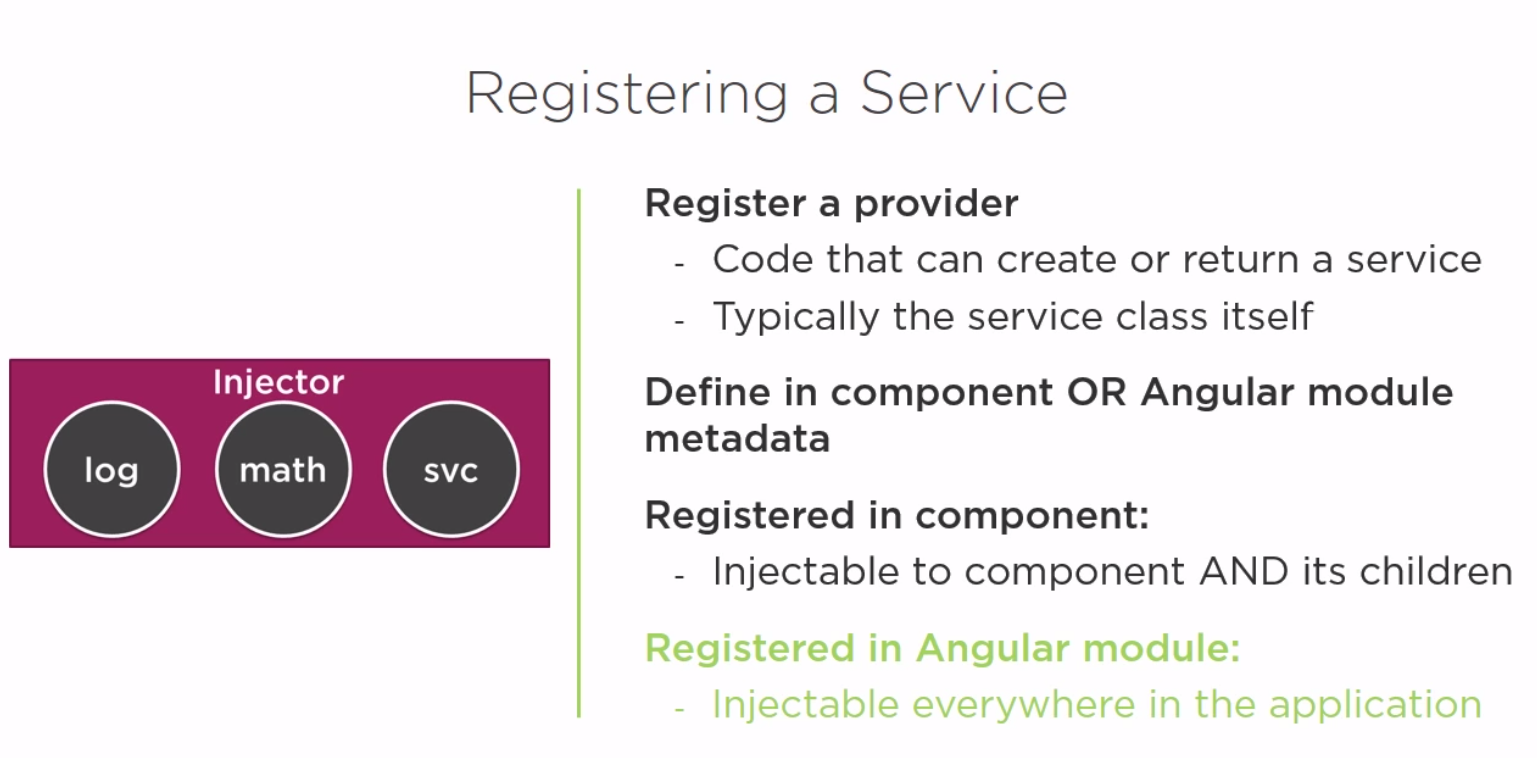 Registering a Service
Injector
log
math
svc
Register a provider
- Code that can create or return a service
- Typically the service class itself
Define in component OR Angular module
metadata
Registered in component:
- Injectable to component AND its children
Registered in Angular module:
- Injectable everywhere in the application